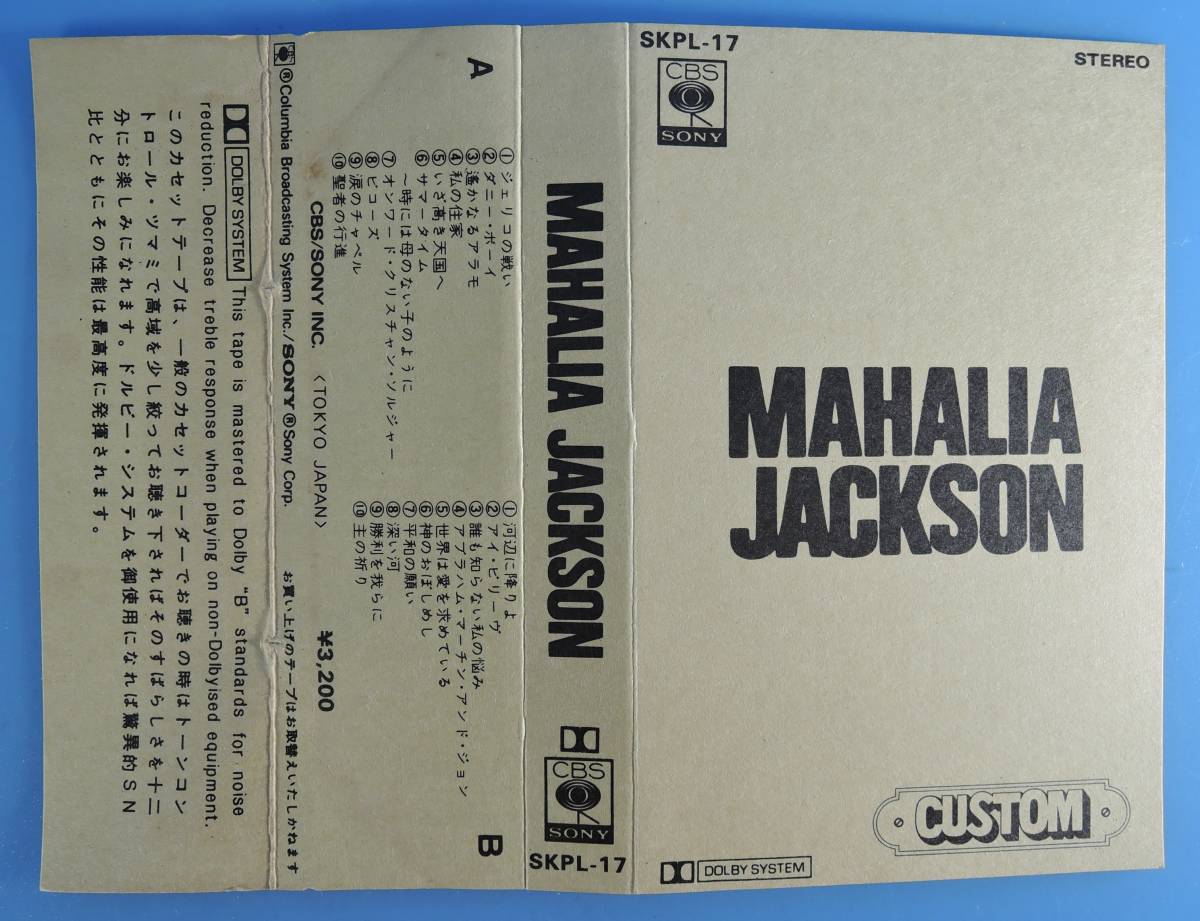 SKPL-17
STEREO
CBS
SONY
MAHALIA
JACKSON
CUSTOM
DOLBY SYSTEM
MAHALIA JACKSON
CBS
SONY
SKPL-17
A
①ジェリコの戦い
②ダニー・ボーイ
③遙かなるアラモ
④私の住家
⑤いざ高き天国へ
⑥サマータイム
～時には母のない子のように
⑦オンワード・クリスチャン・ソルジャー
⑧ビコーズ
⑨涙のチャペル
⑩聖者の行進
B
①河辺に降りよ
②アイ・ビリーヴ
③誰も知らない私の悩み
④アブラハム・マーチン・アンド・ジョン
⑤世界は愛を求めている
⑥神のおぼしめし
⑦平和の願い
⑧深い河
⑨勝利を我らに
⑩主の祈り
CBS/SONY INC. 〈TOKYO JAPAN〉 ¥3,200
®Columbia Broadcasting System Inc./SONY®Sony Corp. お買い上げのテープはお取替えいたしかねます
DOLBY SYSTEM This tape is mastered to Dolby "B" standards for noise
reduction. Decrease treble response when playing on non-Dolbyised equipment.
このカセットテープは、一般のカセットコーダーでお聴きの時はトーンコン
トロール・ツマミで高域を少し絞ってお聴き下さればそのすばらしさを十二
分にお楽しみになれます。ドルビー・システムを御使用になれば驚異的SN
比とともにその性能は最高度に発揮されます。